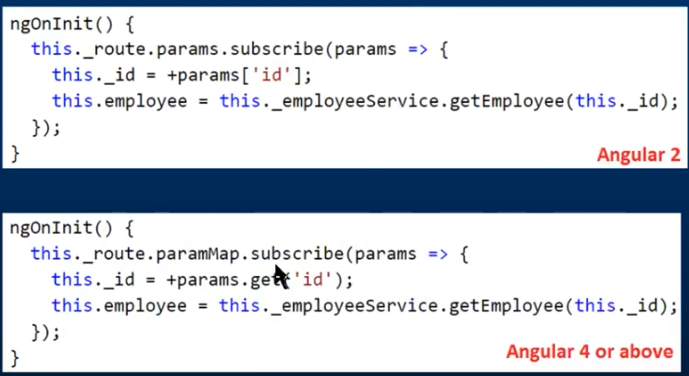 ngOnInit() {
this._route.params.subscribe(params => {
this._id = +params['id'];
this.employee = this._employeeService.getEmployee(this._id);
});
}
Angular 2
ngOnInit() {
this._route.paramMap.subscribe(params => {
this._id = +params.get('id');
this.employee = this._employeeService.getEmployee(this._id);
});
}
Angular 4 or above